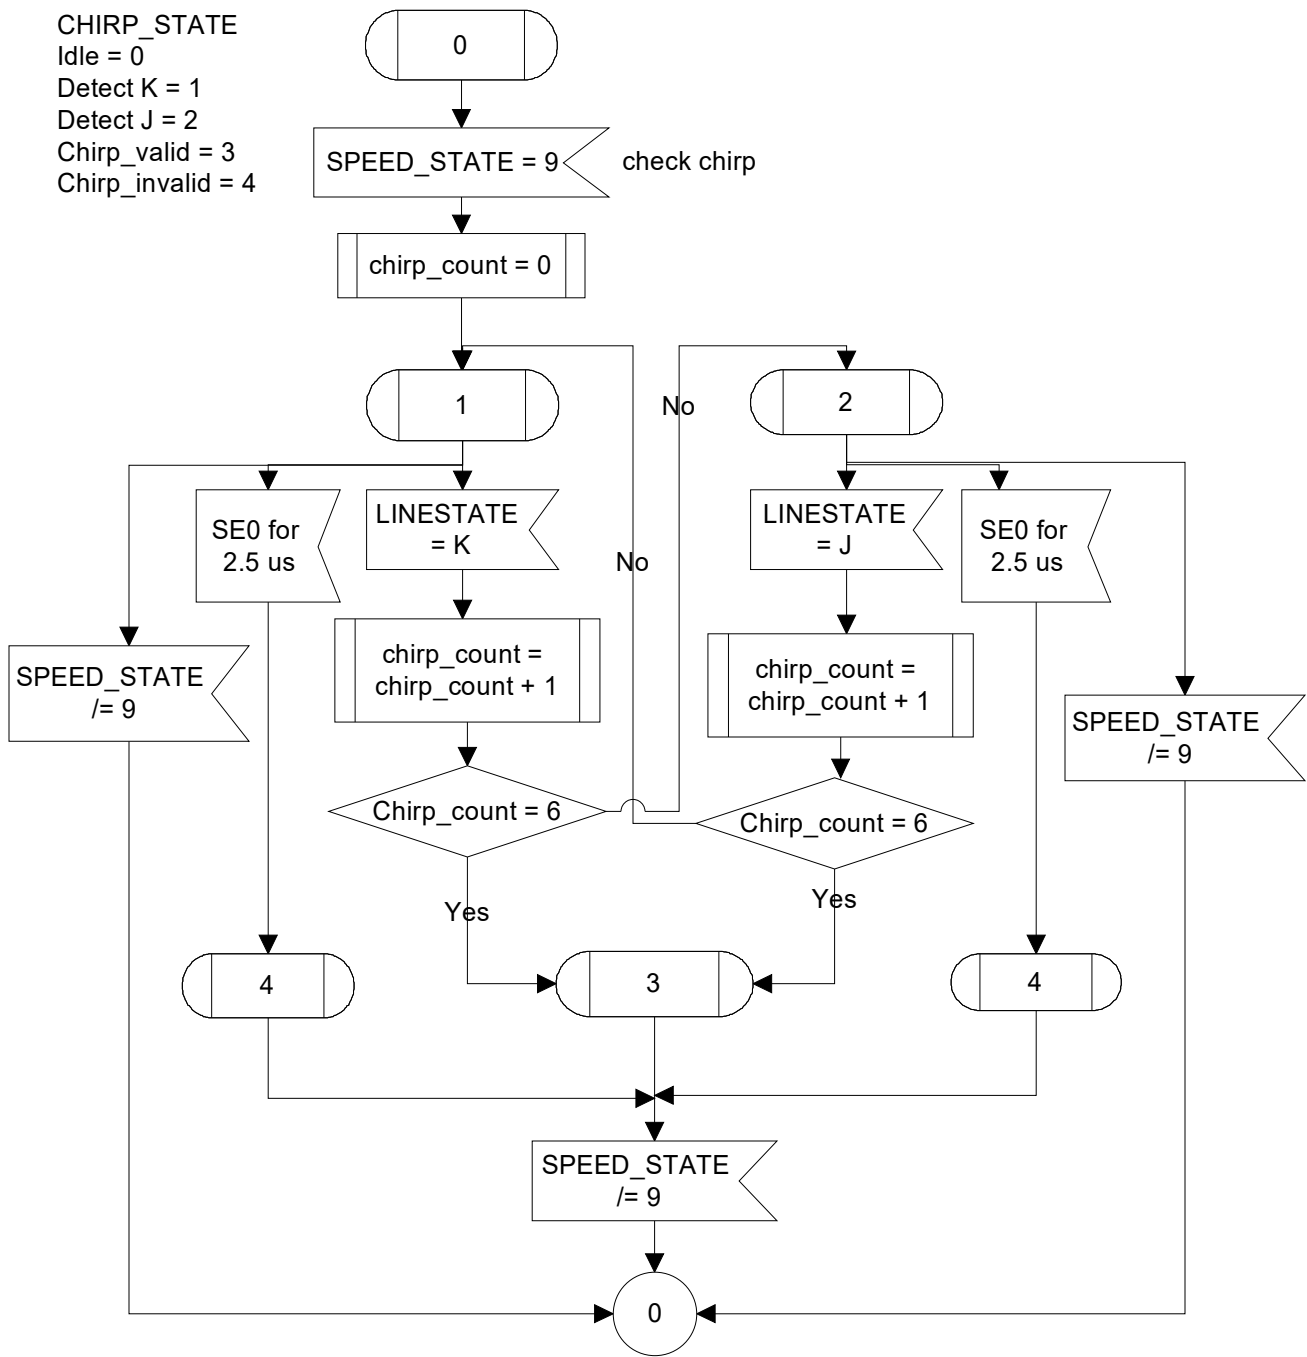 CHIRP_STATE
Idle = 0
Detect K = 1
Detect J = 2
Chirp_valid = 3
Chirp_invalid = 4
0
SPEED_STATE = 9
check chirp
chirp_count = 0
1
2
No
SE0 for
2.5 us
LINESTATE
= K
No
LINESTATE
= J
SE0 for
2.5 us
SPEED_STATE
/= 9
chirp_count =
chirp_count + 1
chirp_count =
chirp_count + 1
SPEED_STATE
/= 9
Chirp_count = 6
Chirp_count = 6
Yes
Yes
4
3
4
SPEED_STATE
/= 9
0